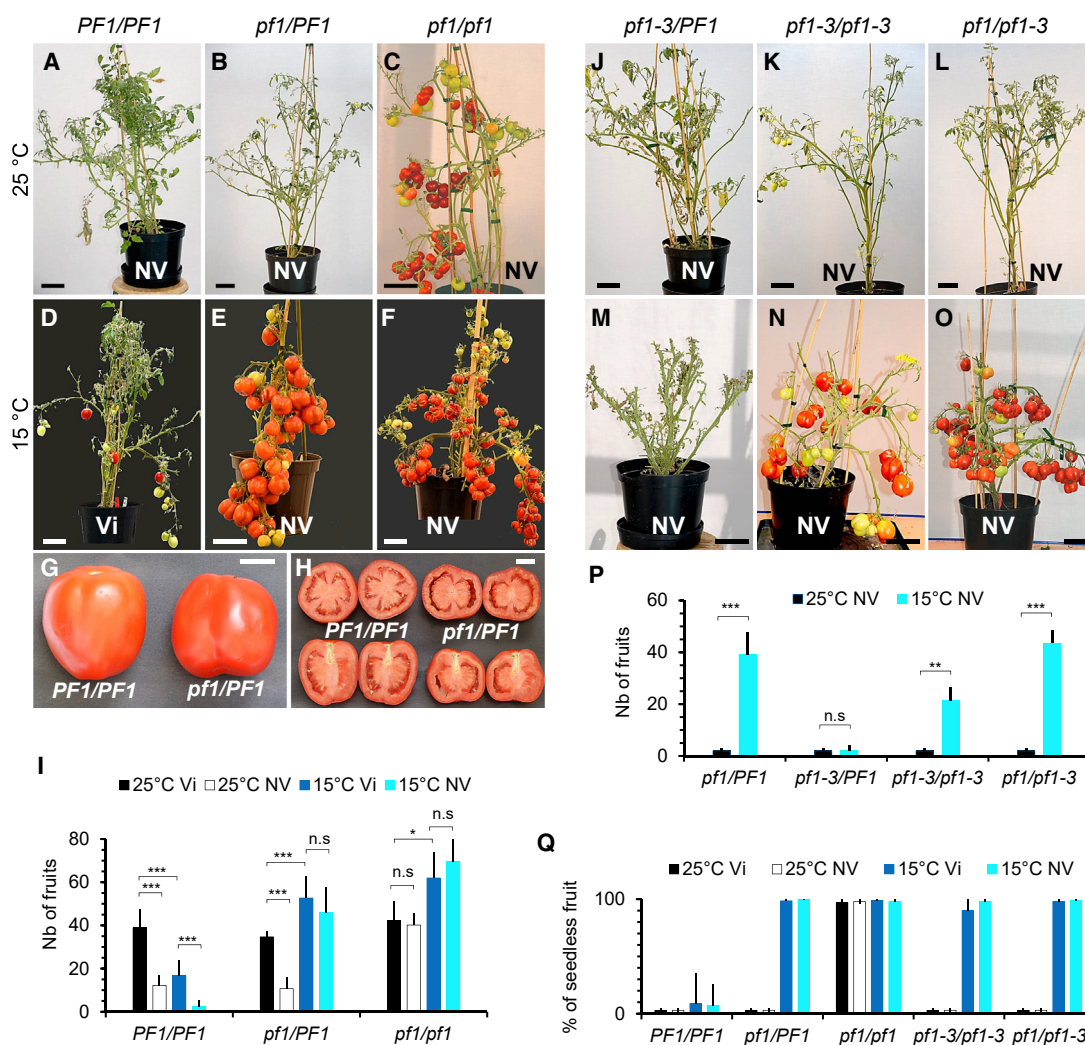 PF1/PF1 pf1/PF1 pf1/pf1 pf1-3/PF1 pf1-3/pf1-3 pf1/pf1-3
25 °C
A B C J K L
NV NV NV NV NV NV
15 °C
D E F M N O
Vi NV NV NV NV NV
G H
PF1/PF1 pf1/PF1
PF1/PF1 pf1/PF1
P
25°C NV 15°C NV
Nb of fruits
60
40
20
0
*** n.s ** ***
pf1/PF1 pf1-3/PF1 pf1-3/pf1-3 pf1/pf1-3
I
25°C Vi 25°C NV 15°C Vi 15°C NV
Nb of fruits
80
60
40
20
0
*** *** ***
*** *** n.s
n.s * n.s
PF1/PF1 pf1/PF1 pf1/pf1
Q
25°C Vi 25°C NV 15°C Vi 15°C NV
% of seedless fruit
100
0
PF1/PF1 pf1/PF1 pf1/pf1 pf1-3/pf1-3 pf1/pf1-3